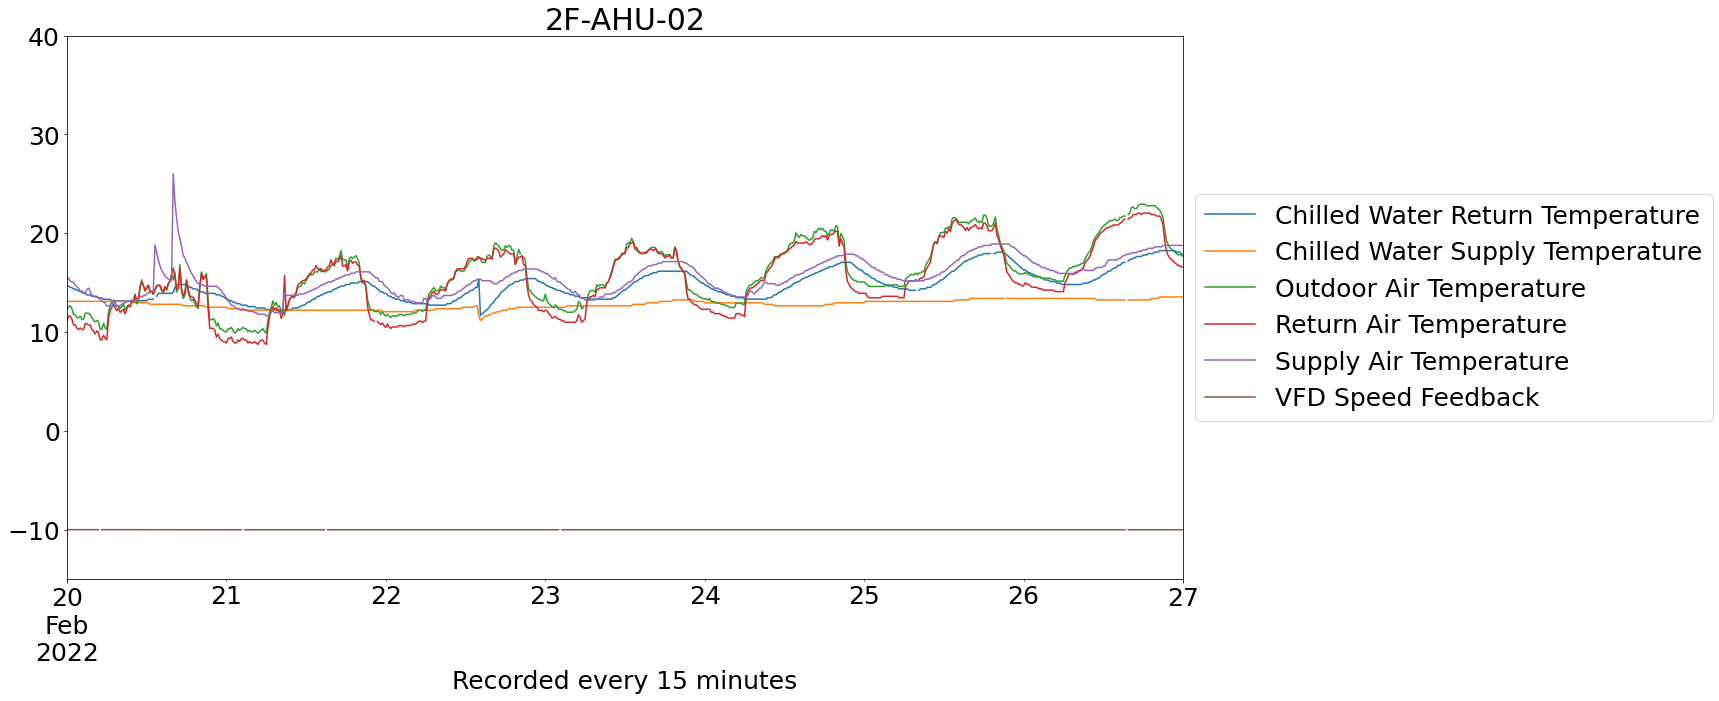 2F-AHU-02
40
30
20
10
0
−10
20
21
22
23
24
25
26
27
Feb
2022
Recorded every 15 minutes
Chilled Water Return Temperature
Chilled Water Supply Temperature
Outdoor Air Temperature
Return Air Temperature
Supply Air Temperature
VFD Speed Feedback